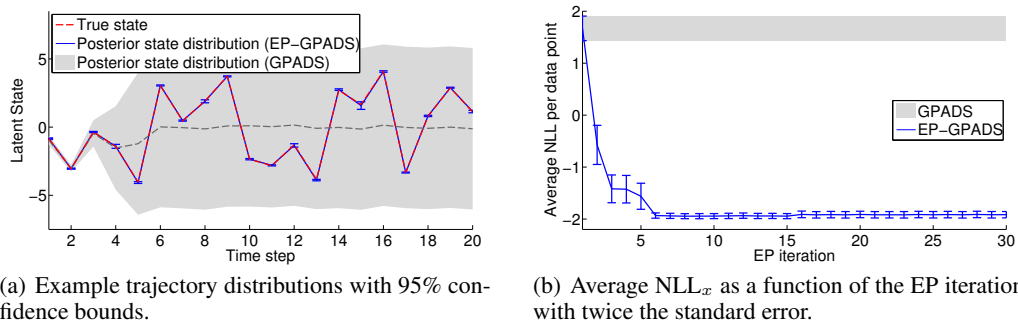 True state
Posterior state distribution (EP−GPADS)
Posterior state distribution (GPADS)
5
0
−5
Latent State
2 4 6 8 10 12 14 16 18 20
Time step
(a) Example trajectory distributions with 95% con-
fidence bounds.
2
1
0
−1
−2
Average NLL per data point
GPADS
EP−GPADS
5 10 15 20 25 30
EP iteration
(b) Average NLLx as a function of the EP iteration
with twice the standard error.